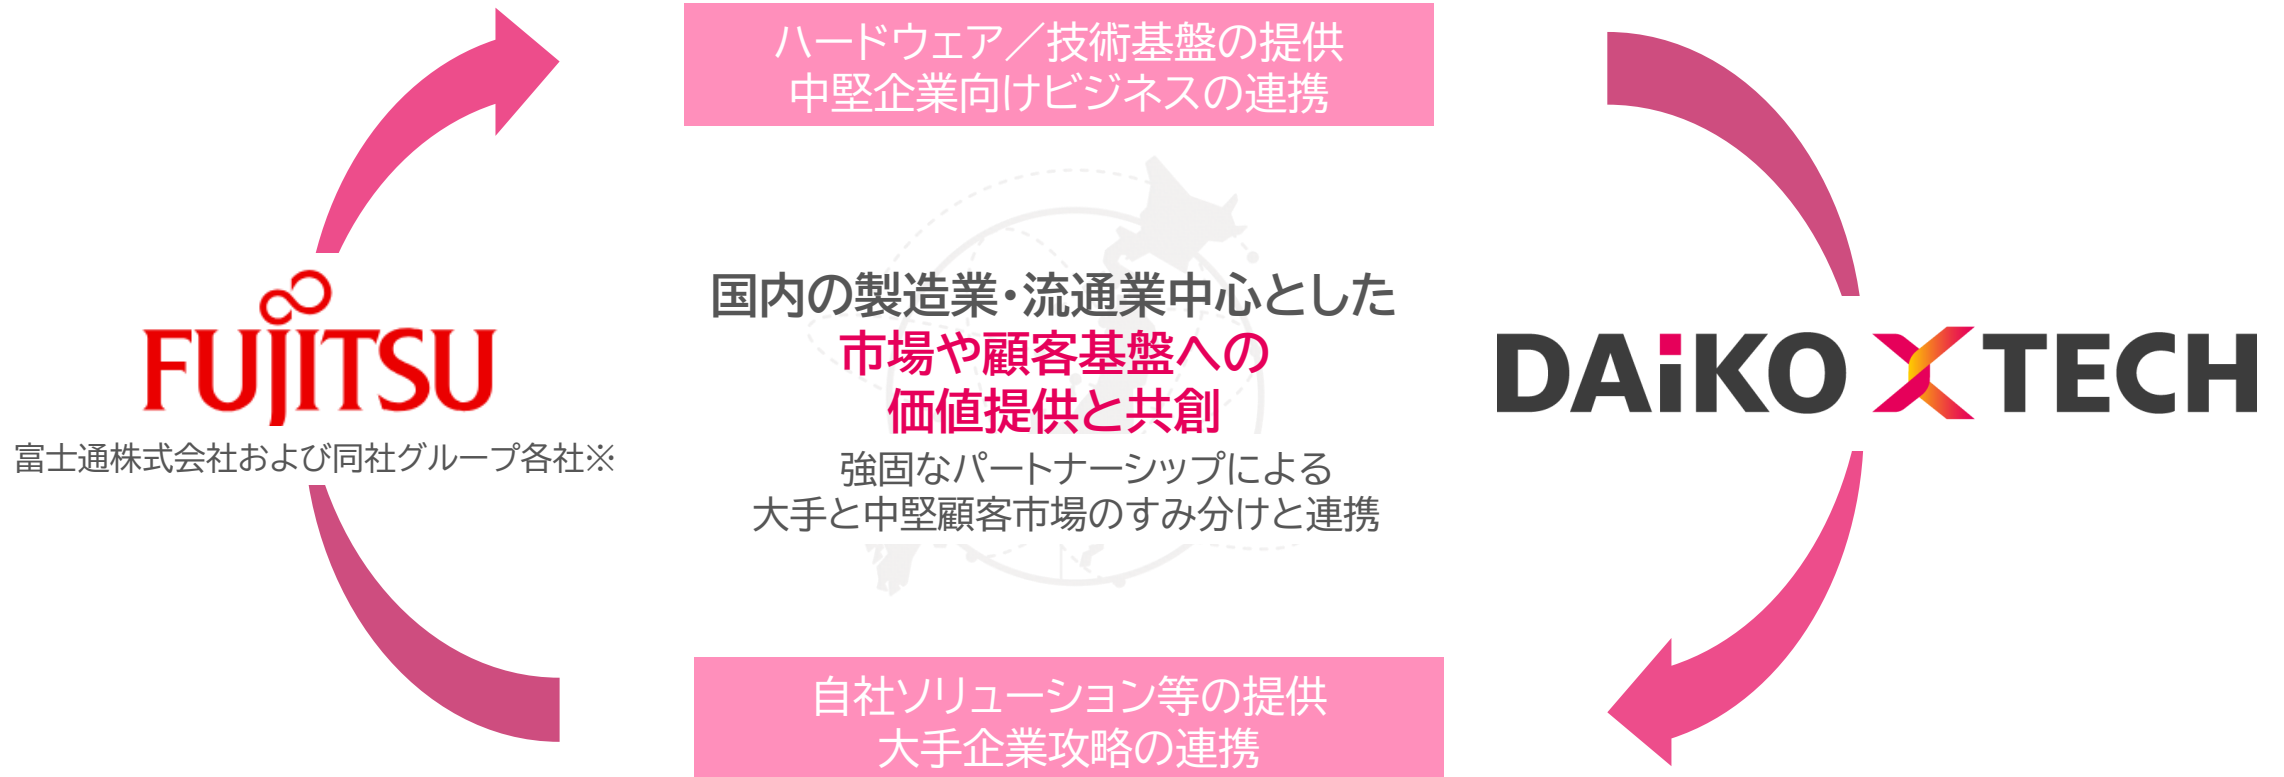 ハードウェア／技術基盤の提供
中堅企業向けビジネスの連携
国内の製造業・流通業中心とした
市場や顧客基盤への
価値提供と共創
強固なパートナーシップによる
大手と中堅顧客市場のすみ分けと連携
FUJITSU
富士通株式会社および同社グループ各社※
DAiKO XTECH
自社ソリューション等の提供
大手企業攻略の連携